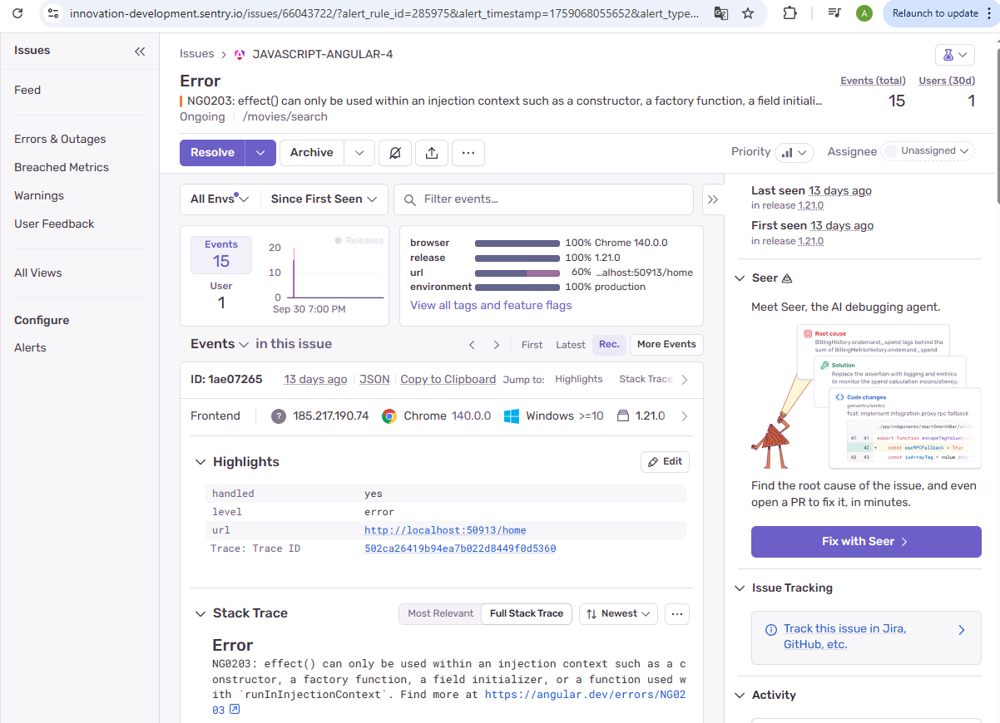 innovation-development.sentry.io/issues/66043722/?alert_rule_id=285975&alert_timestamp=1759068055652&alert_type...
A
Relaunch to update
Issues
Feed
Errors & Outages
Breached Metrics
Warnings
User Feedback
All Views
Configure
Alerts
Issues > JAVASCRIPT-ANGULAR-4
Error
Events (total) Users (30d)
NG0203: effect() can only be used within an injection context such as a constructor, a factory function, a field initiali...
15 1
Ongoing /movies/search
Resolve Archive ... Priority Assignee Unassigned
All Envs Since First Seen Filter events...
Events
15
User
1
Releases
20
10
0
Sep 30 7:00 PM
browser 100% Chrome 140.0.0
release 100% 1.21.0
url 60% ...alhost:50913/home
environment 100% production
View all tags and feature flags
Events in this issue First Latest Rec. More Events
ID: 1ae07265 13 days ago JSON Copy to Clipboard Jump to: Highlights Stack Trace
Frontend ? 185.217.190.74 Chrome 140.0.0 Windows >=10 1.21.0
Highlights Edit
handled yes
level error
url http://localhost:50913/home
Trace: Trace ID 502ca26419b94ea7b022d8449f0d5360
Stack Trace Most Relevant Full Stack Trace Newest ...
Error
NG0203: effect() can only be used within an injection context such as a c
onstructor, a factory function, a field initializer, or a function used w
ith `runInInjectionContext`. Find more at https://angular.dev/errors/NG02
03
Last seen 13 days ago
in release 1.21.0
First seen 13 days ago
in release 1.21.0
Seer
Meet Seer, the AI debugging agent.
Root cause
BillingHistory.ondemand_spend lags behind the
sum of BillingMetricHistory.ondemand_spend
Solution
Replace the assertion with logging and metrics
to monitor the spend calculation inconsistency.
Code changes
getsentry/sentry
feat: implement integration proxy rpc fallback
../app/components/smartSearchBar/utils
41 41 export function escapeTagValue(
42 + const useRPCFallback = True
42 43 const isArrayTag = value.star
Find the root cause of the issue, and even
open a PR to fix it, in minutes.
Fix with Seer
Issue Tracking
Track this issue in Jira,
GitHub, etc.
Activity